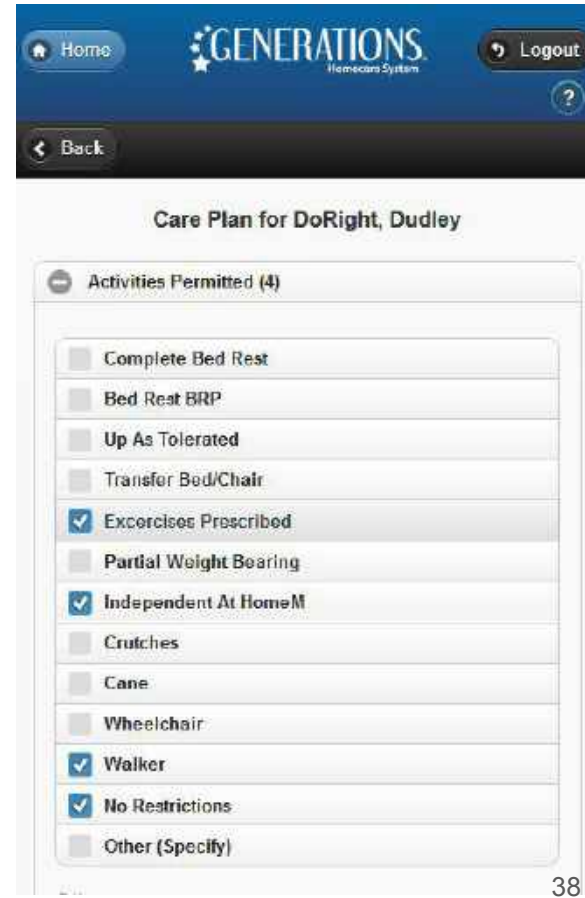 Home
GENERATIONS
Homecare System
Logout
?
Back
Care Plan for DoRight, Dudley
Activities Permitted (4)
Complete Bed Rest
Bed Rest BRP
Up As Tolerated
Transfer Bed/Chair
Excercises Prescribed
Partial Weight Bearing
Independent At HomeM
Crutches
Cane
Wheelchair
Walker
No Restrictions
Other (Specify)
38